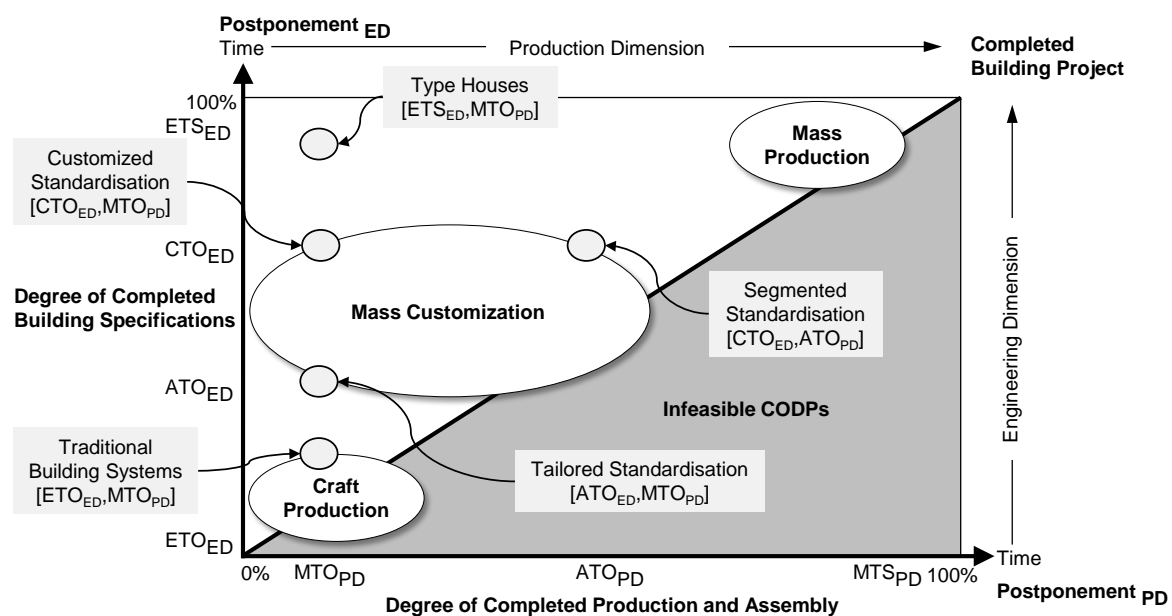 Postponement ED
Time
Production Dimension
Completed
Building Project
100%
ETSED
Type Houses
[ETSED,MTOPD]
Mass
Production
Customized
Standardisation
[CTOED,MTOPD]
CTOED
Degree of Completed
Building Specifications
Mass Customization
Segmented
Standardisation
[CTOED,ATOPD]
Engineering Dimension
ATOED
Infeasible CODPs
Traditional
Building Systems
[ETOED,MTOPD]
Craft
Production
Tailored Standardisation
[ATOED,MTOPD]
ETOED
0%
MTOPD
ATOPD
MTSPD
100%
Time
Postponement PD
Degree of Completed Production and Assembly